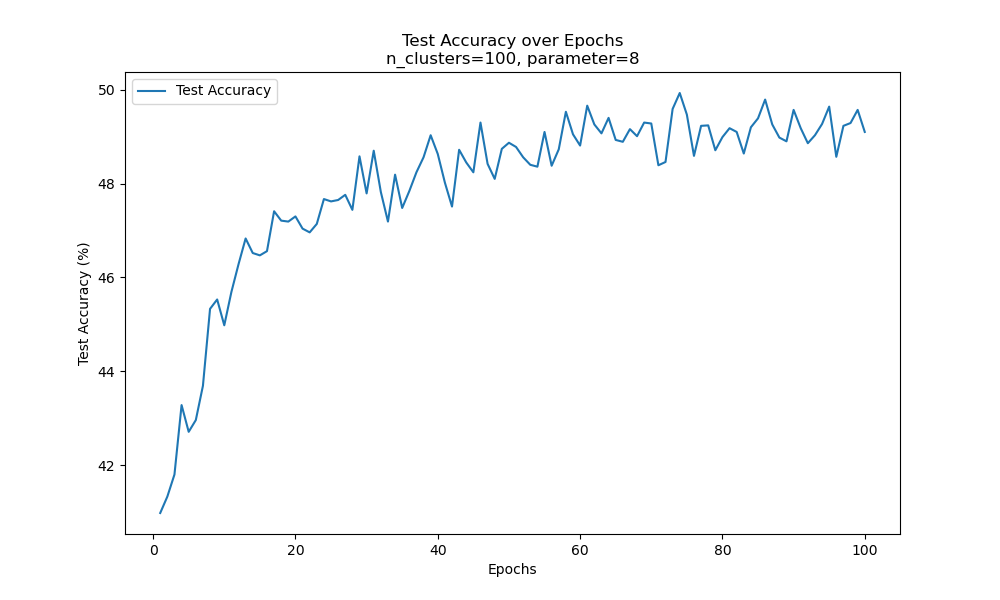 Test Accuracy over Epochs
n_clusters=100, parameter=8
Test Accuracy
50
48
46
44
42
Test Accuracy (%)
0 20 40 60 80 100
Epochs